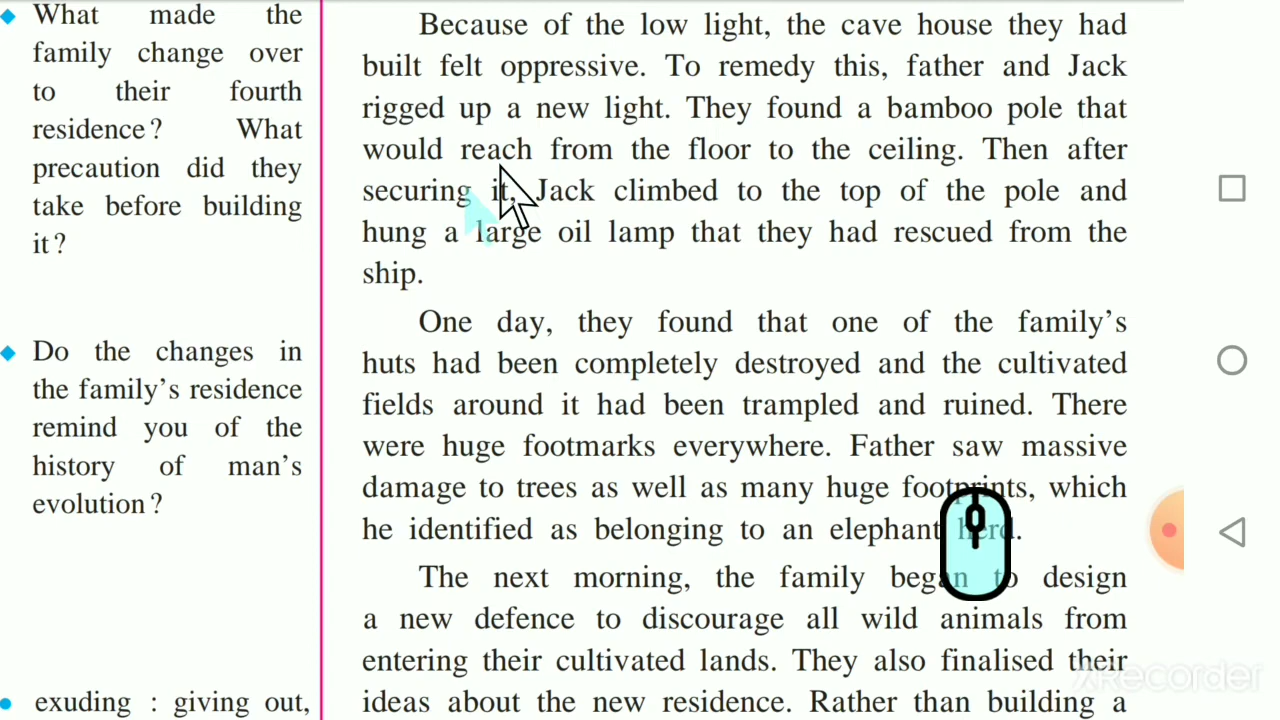 What made the
family change over
to their fourth
residence? What
precaution did they
take before building
it?
Do the changes in
the family's residence
remind you of the
history of man's
evolution?
exuding : giving out,
Because of the low light, the cave house they had
built felt oppressive. To remedy this, father and Jack
rigged up a new light. They found a bamboo pole that
would reach from the floor to the ceiling. Then after
securing it, Jack climbed to the top of the pole and
hung a large oil lamp that they had rescued from the
ship.
One day, they found that one of the family's
huts had been completely destroyed and the cultivated
fields around it had been trampled and ruined. There
were huge footmarks everywhere. Father saw massive
damage to trees as well as many huge footprints, which
he identified as belonging to an elephant herd.
The next morning, the family began to design
a new defence to discourage all wild animals from
entering their cultivated lands. They also finalised their
ideas about the new residence. Rather than building a
XRecorder